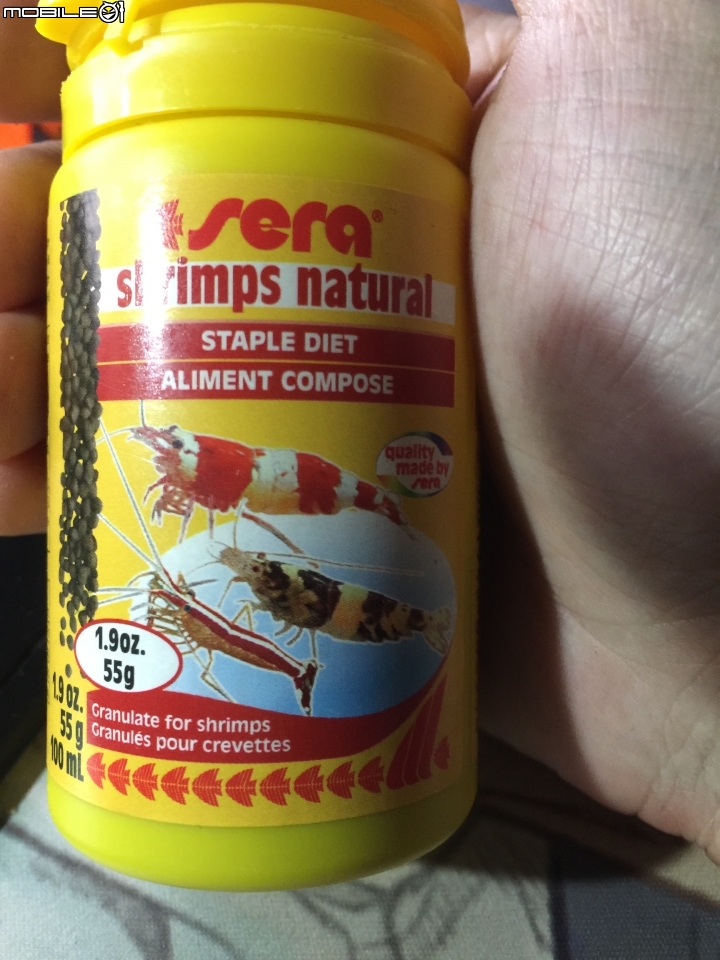 MOBILE01
sera®
shrimps natural
STAPLE DIET
ALIMENT COMPOSE
quality
made by
sera
1.9oz.
55g
1.9 oz.
55 g
100 mL
Granulate for shrimps
Granulés pour crevettes